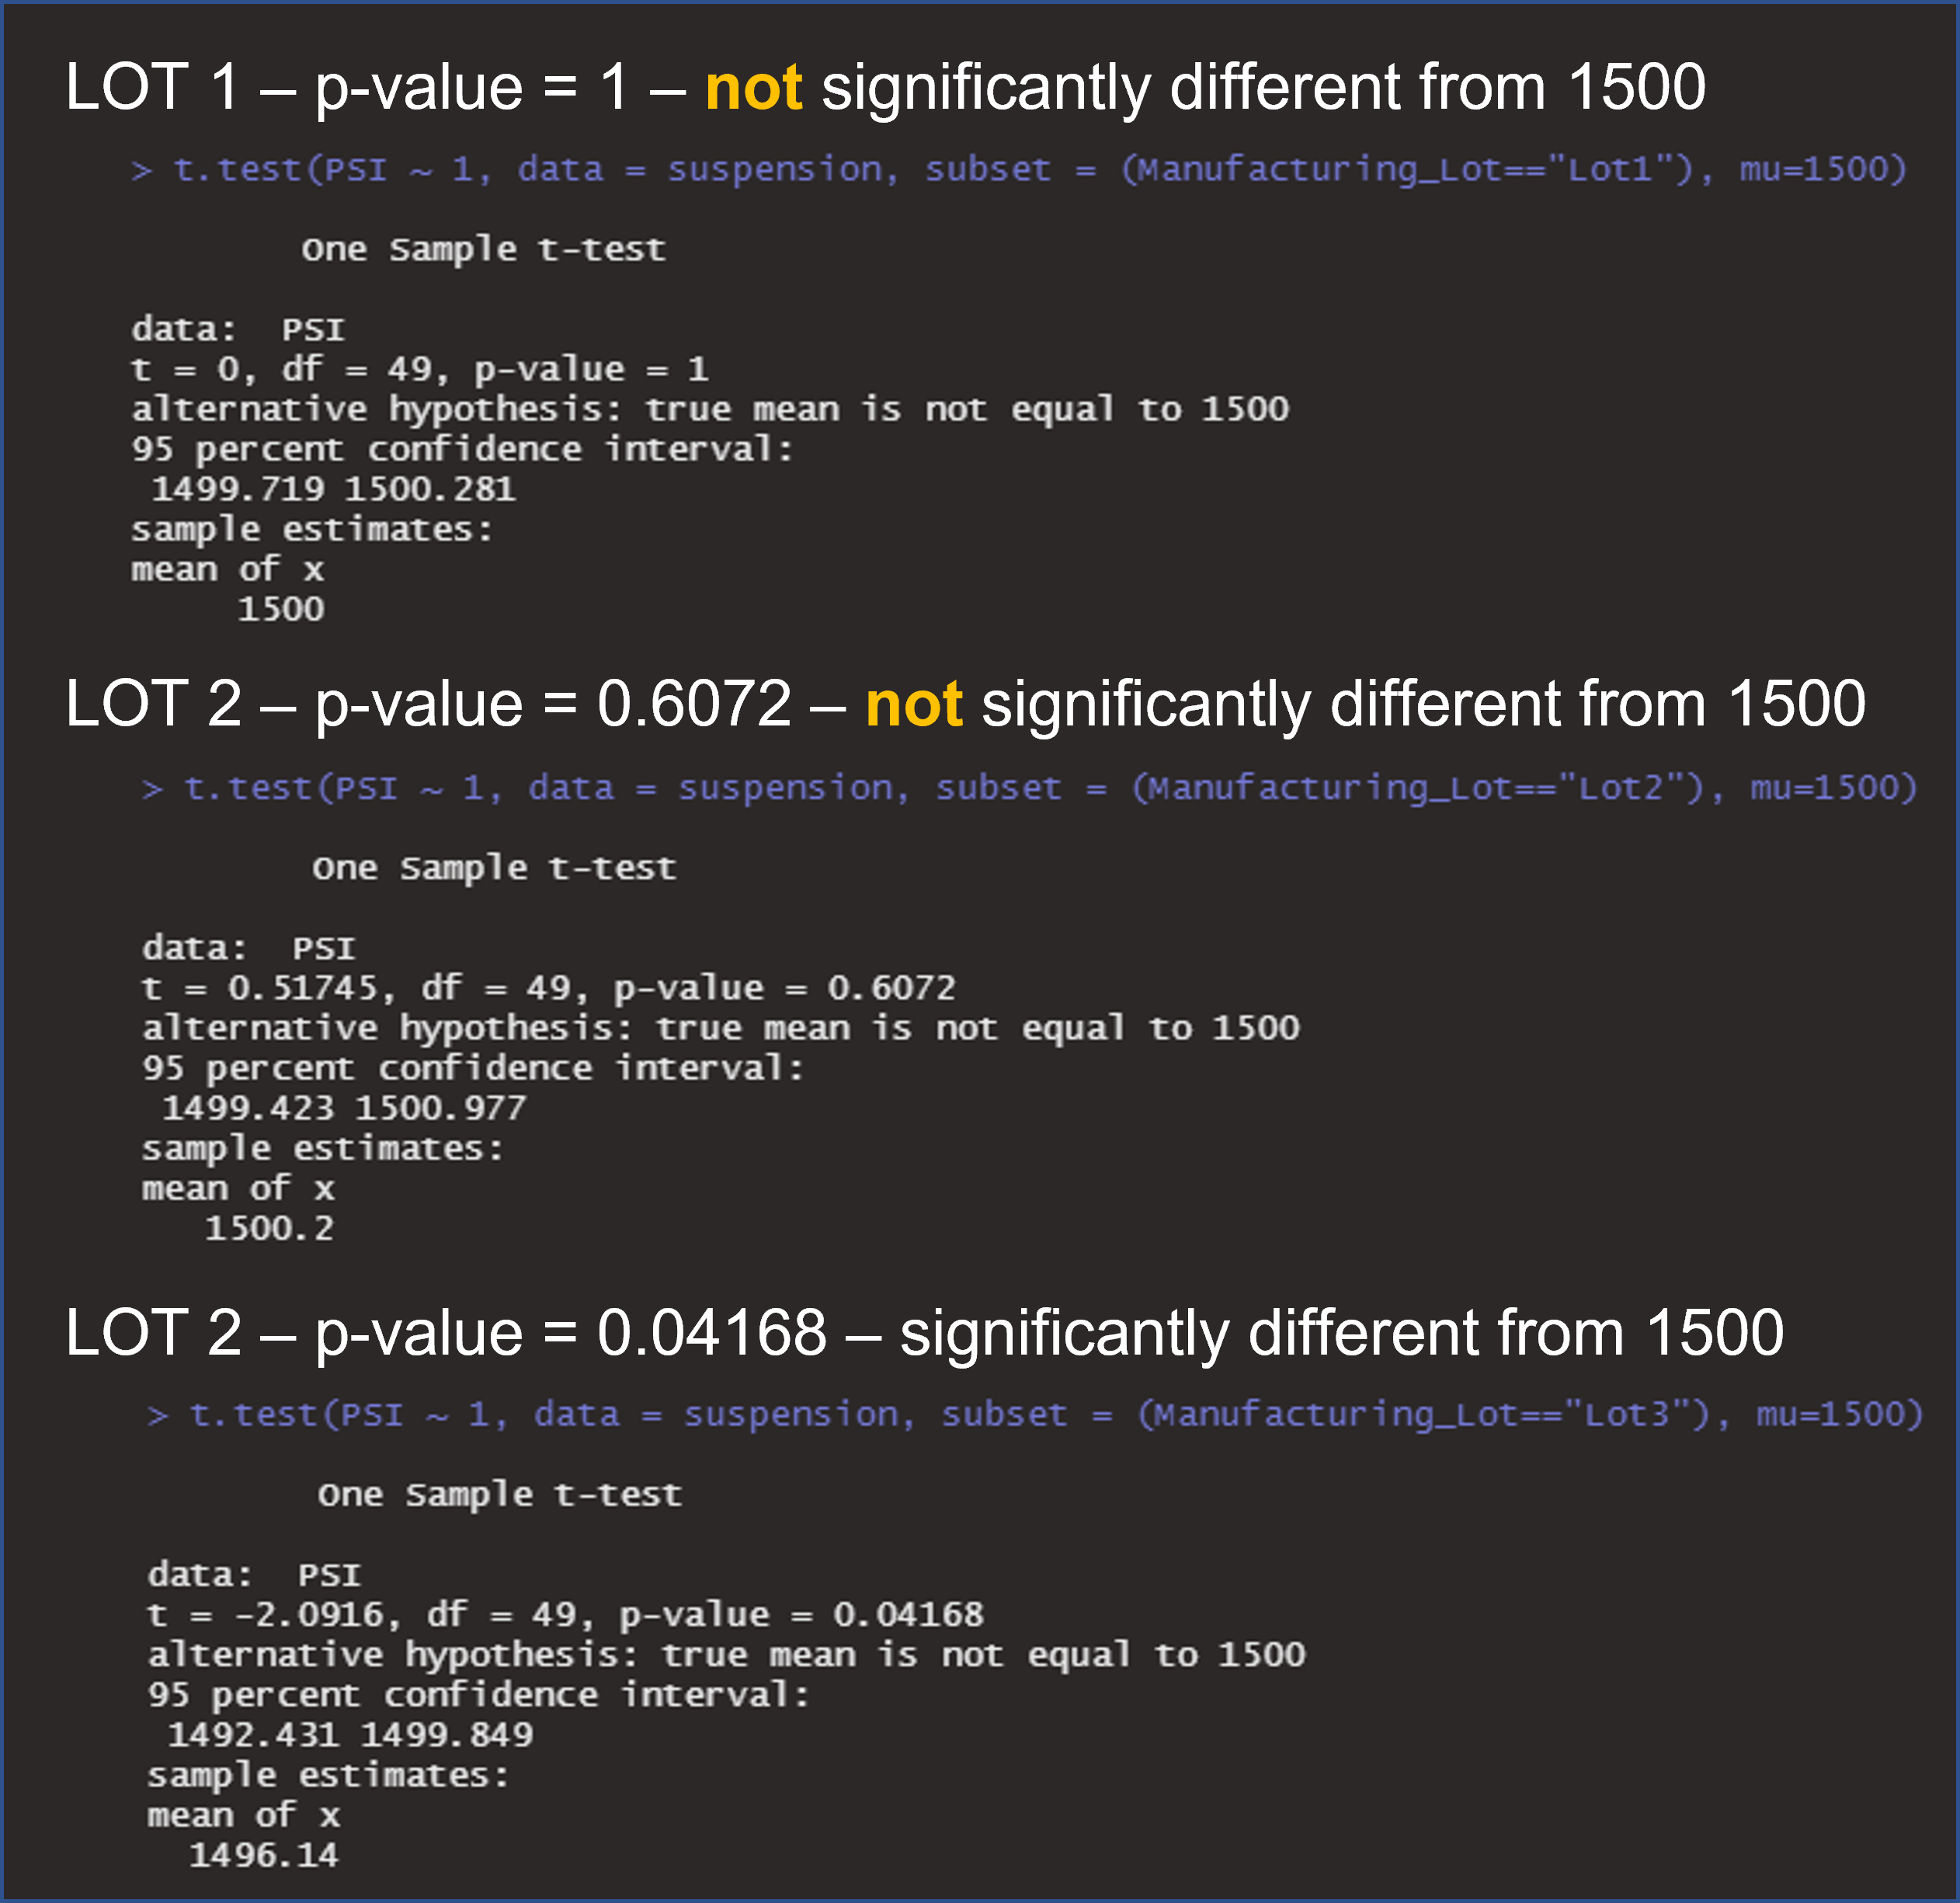 LOT 1 – p-value = 1 – not significantly different from 1500
> t.test(PSI ~ 1, data = suspension, subset = (Manufacturing_Lot=="Lot1"), mu=1500)
One Sample t-test
data:  PSI
t = 0, df = 49, p-value = 1
alternative hypothesis: true mean is not equal to 1500
95 percent confidence interval:
1499.719 1500.281
sample estimates:
mean of x
1500
LOT 2 – p-value = 0.6072 – not significantly different from 1500
> t.test(PSI ~ 1, data = suspension, subset = (Manufacturing_Lot=="Lot2"), mu=1500)
One Sample t-test
data:  PSI
t = 0.51745, df = 49, p-value = 0.6072
alternative hypothesis: true mean is not equal to 1500
95 percent confidence interval:
1499.423 1500.977
sample estimates:
mean of x
1500.2
LOT 2 – p-value = 0.04168 – significantly different from 1500
> t.test(PSI ~ 1, data = suspension, subset = (Manufacturing_Lot=="Lot3"), mu=1500)
One Sample t-test
data:  PSI
t = -2.0916, df = 49, p-value = 0.04168
alternative hypothesis: true mean is not equal to 1500
95 percent confidence interval:
1492.431 1499.849
sample estimates:
mean of x
1496.14